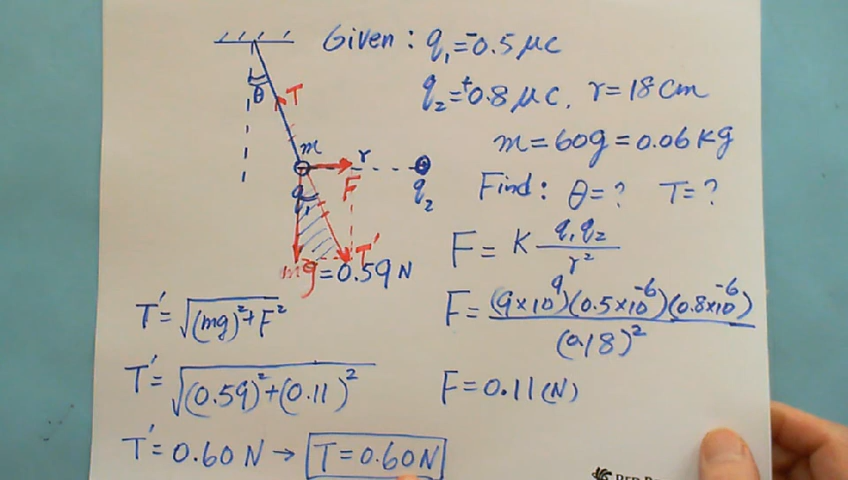 Given : q₁=⁻0.5 μC
q₂=⁺0.8 μC, r=18 cm
m=60g=0.06 kg
Find : θ=? T=?
θ
T
m
r
F
q₁
q₂
T'
mg=0.59 N
F = K q₁q₂/r²
F = (9×10⁹)(0.5×10⁻⁶)(0.8×10⁻⁶)/(0.18)²
F=0.11 (N)
T' = √(mg)²+F²
T' = √(0.59)²+(0.11)²
T' = 0.60 N → T=0.60N